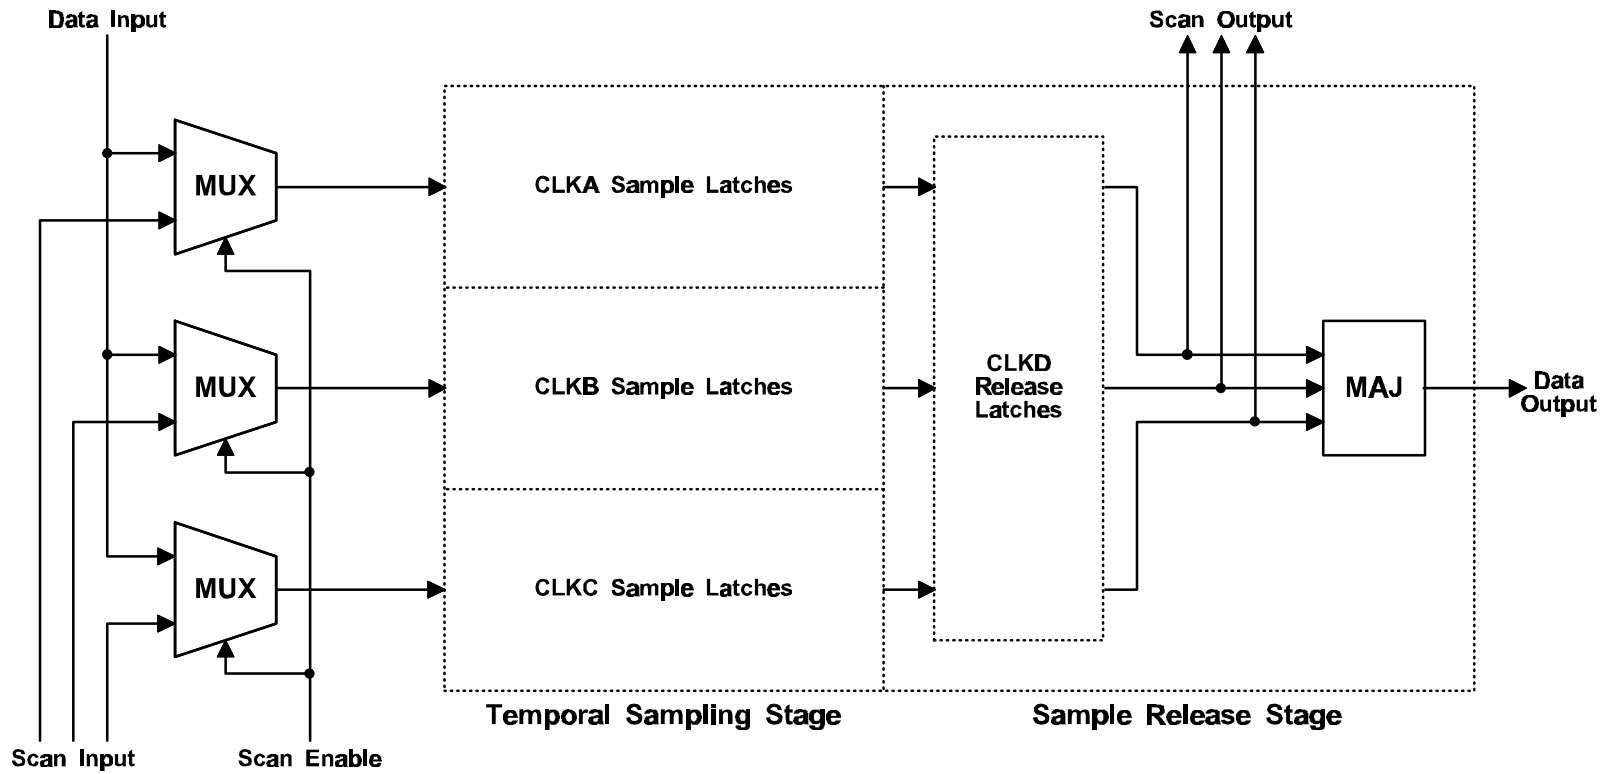 Data Input
Scan Output
MUX
CLKA Sample Latches
MUX
CLKB Sample Latches
CLKD
Release
Latches
MAJ
Data
Output
MUX
CLKC Sample Latches
Temporal Sampling Stage
Sample Release Stage
Scan Input
Scan Enable